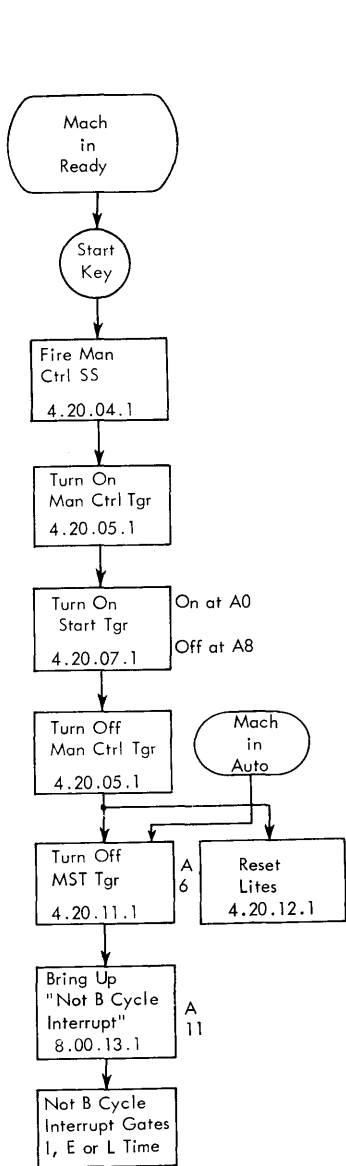 Mach
in
Ready
Start
Key
Fire Man
Ctrl SS
4.20.04.1
Turn On
Man Ctrl Tgr
4.20.05.1
Turn On
Start Tgr
4.20.07.1
On at A0
Off at A8
Turn Off
Man Ctrl Tgr
4.20.05.1
Mach
in
Auto
Turn Off
MST Tgr
4.20.11.1
A
6
Reset
Lites
4.20.12.1
Bring Up
"Not B Cycle
Interrupt"
8.00.13.1
A
11
Not B Cycle
Interrupt Gates
I, E or L Time